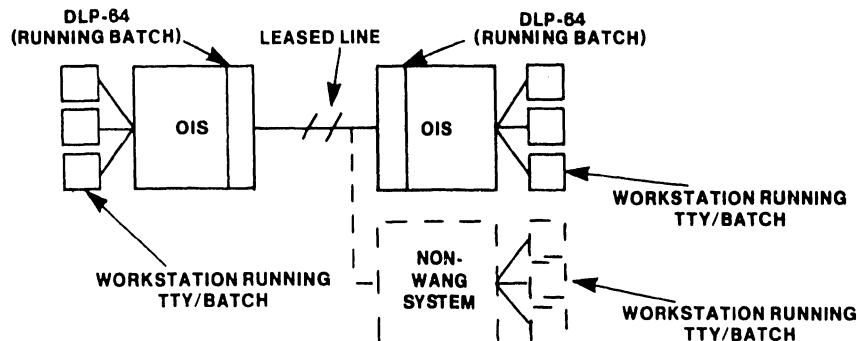 DLP-64
(RUNNING BATCH)
LEASED LINE
DLP-64
(RUNNING BATCH)
OIS
OIS
WORKSTATION RUNNING
TTY/BATCH
WORKSTATION RUNNING
TTY/BATCH
NON-
WANG
SYSTEM
WORKSTATION RUNNING
TTY/BATCH